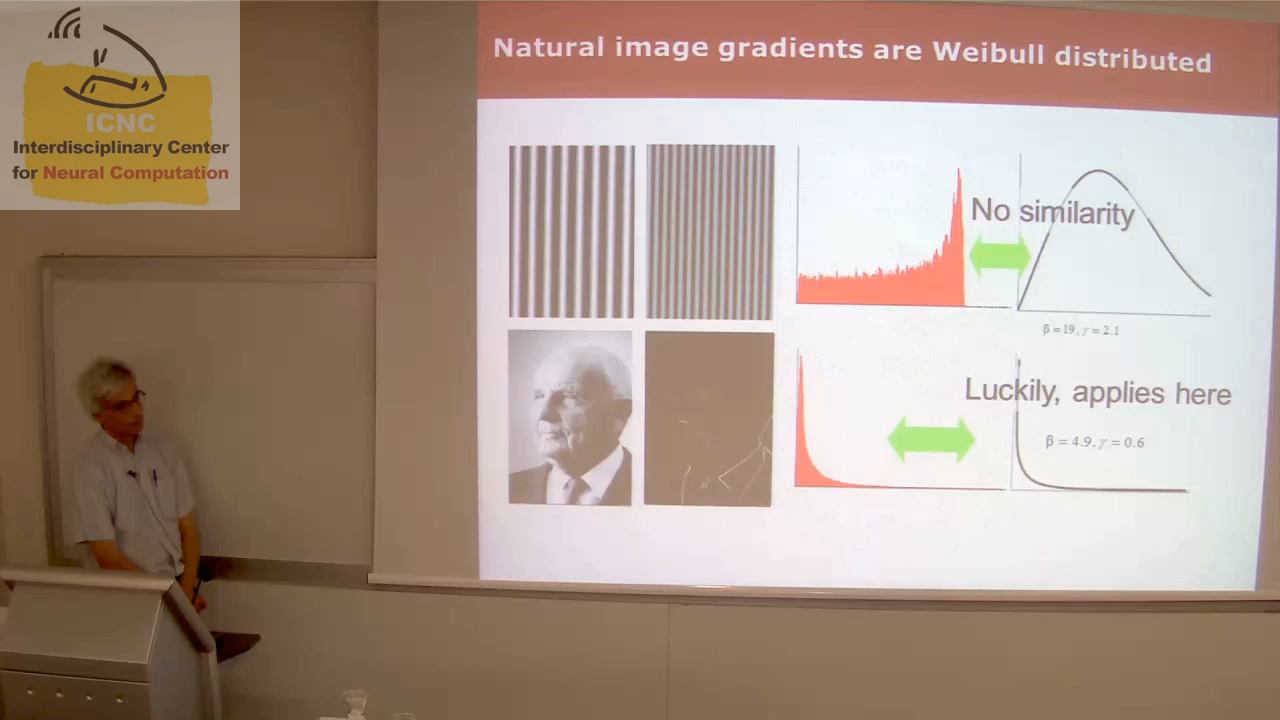 ICNC
Interdisciplinary Center
for Neural Computation
Natural image gradients are Weibull distributed
No similarity
β = 19, γ = 2.1
Luckily, applies here
β = 4.9, γ = 0.6